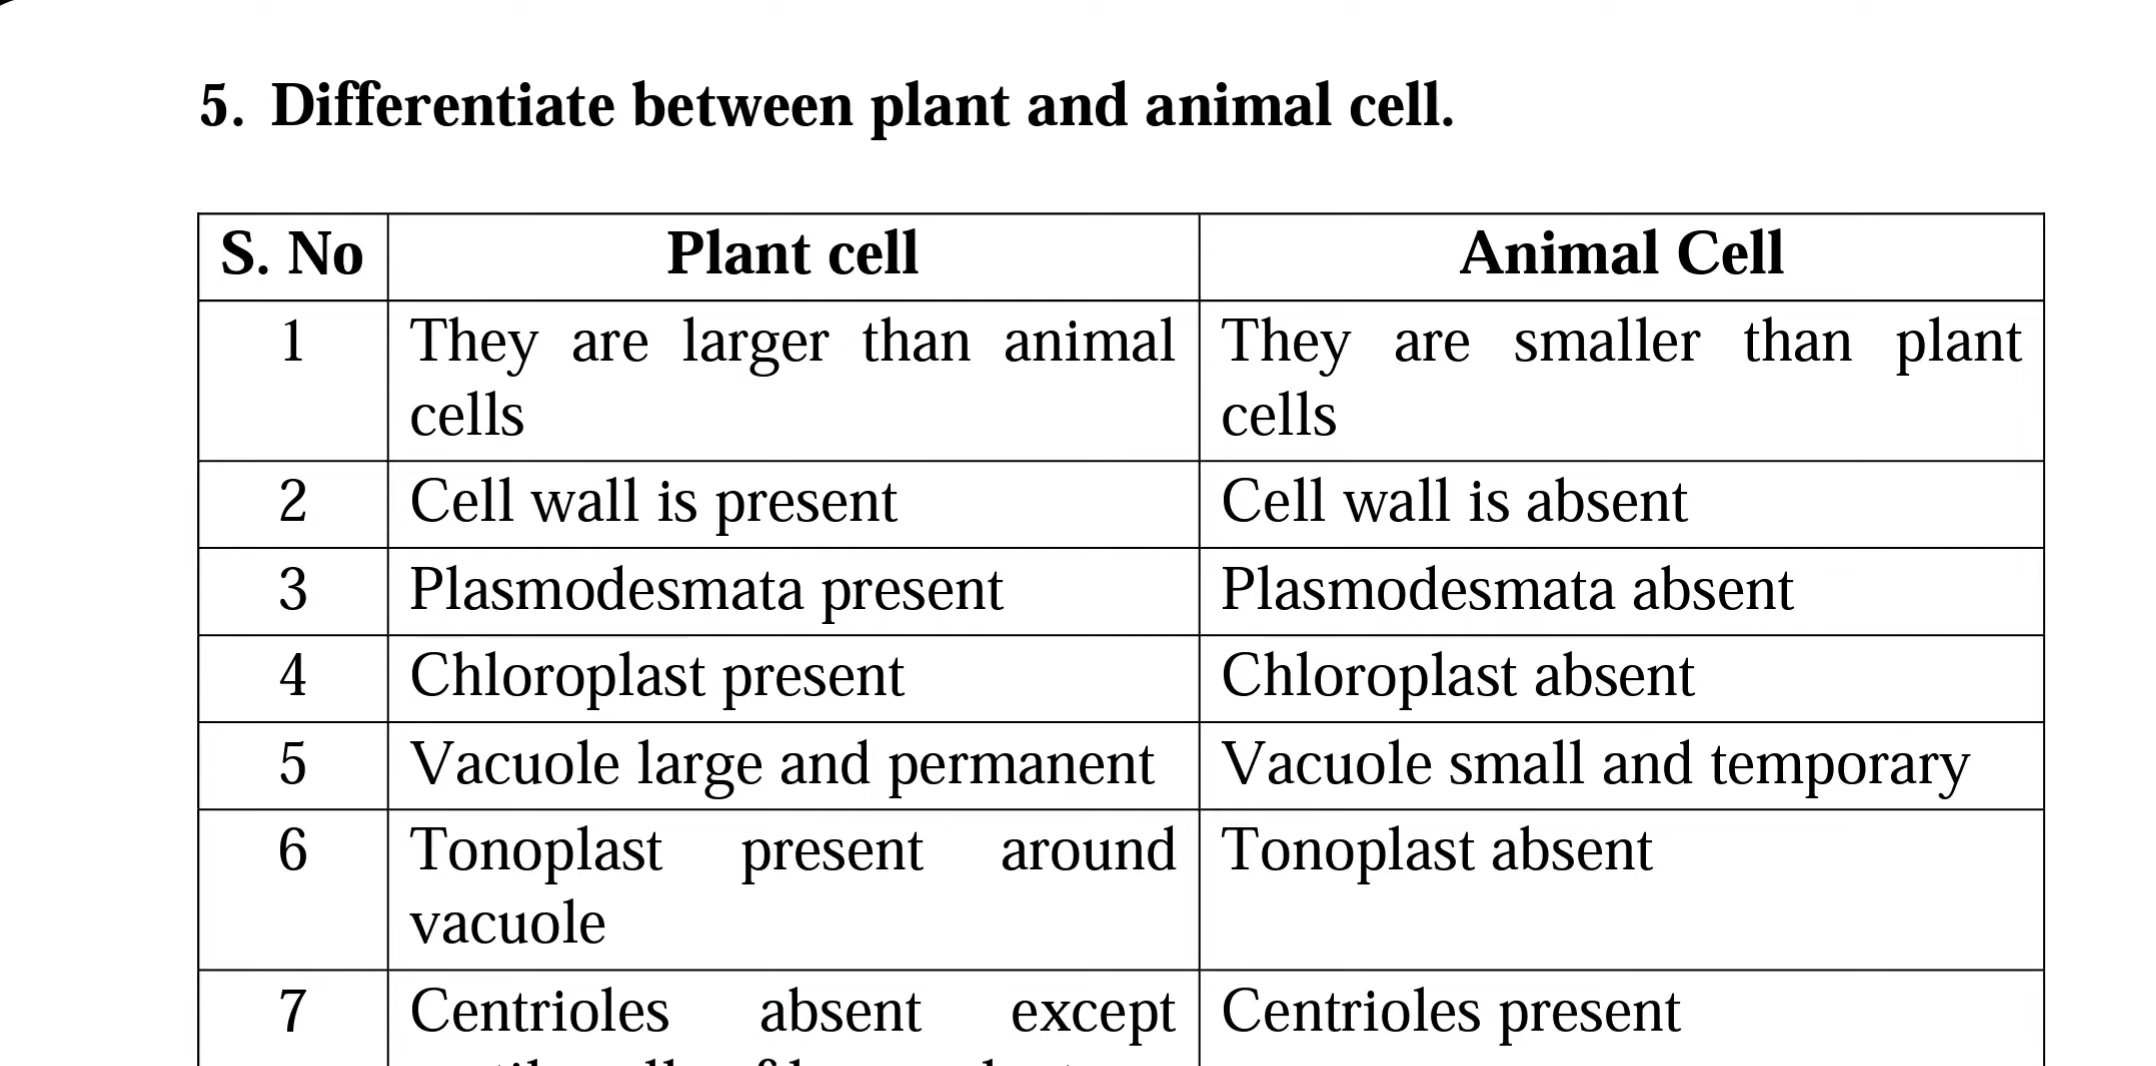 5. Differentiate between plant and animal cell.
S. No Plant cell Animal Cell
1 They are larger than animal They are smaller than plant
cells cells
2 Cell wall is present Cell wall is absent
3 Plasmodesmata present Plasmodesmata absent
4 Chloroplast present Chloroplast absent
5 Vacuole large and permanent Vacuole small and temporary
6 Tonoplast present around Tonoplast absent
vacuole
7 Centrioles absent except Centrioles present